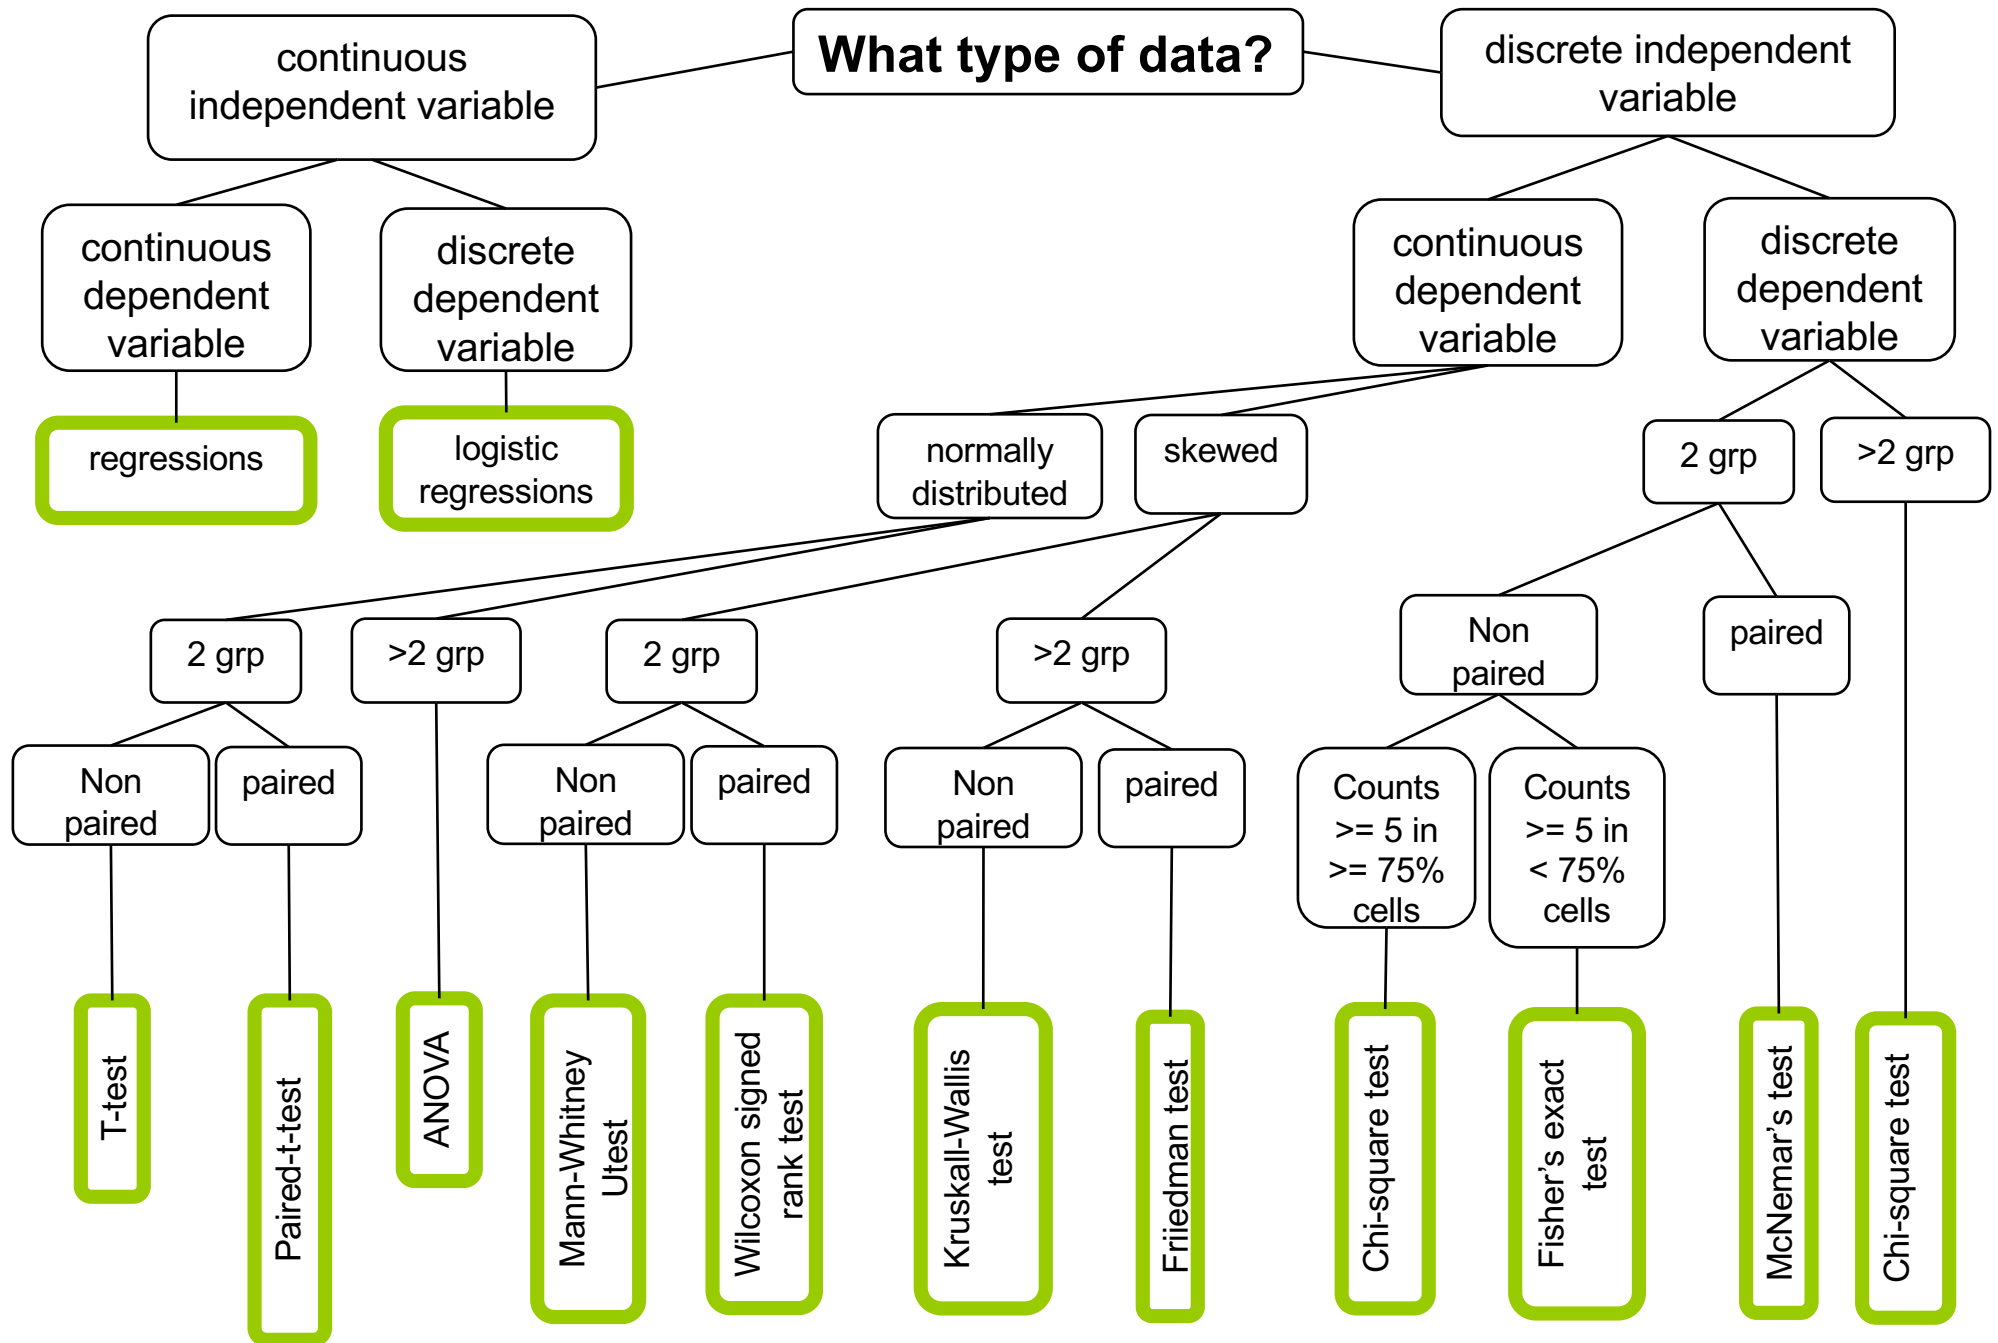 What type of data?
continuous
independent variable
discrete independent
variable
continuous
dependent
variable
discrete
dependent
variable
continuous
dependent
variable
discrete
dependent
variable
regressions
logistic
regressions
normally
distributed
skewed
2 grp
>2 grp
2 grp
>2 grp
2 grp
>2 grp
Non
paired
paired
Non
paired
paired
Non
paired
paired
Non
paired
paired
Counts
>= 5 in
>= 75%
cells
Counts
>= 5 in
< 75%
cells
T-test
Paired-t-test
ANOVA
Mann-Whitney
Utest
Wilcoxon signed
rank test
Kruskall-Wallis
test
Friiedman test
Chi-square test
Fisher’s exact
test
McNemar’s test
Chi-square test